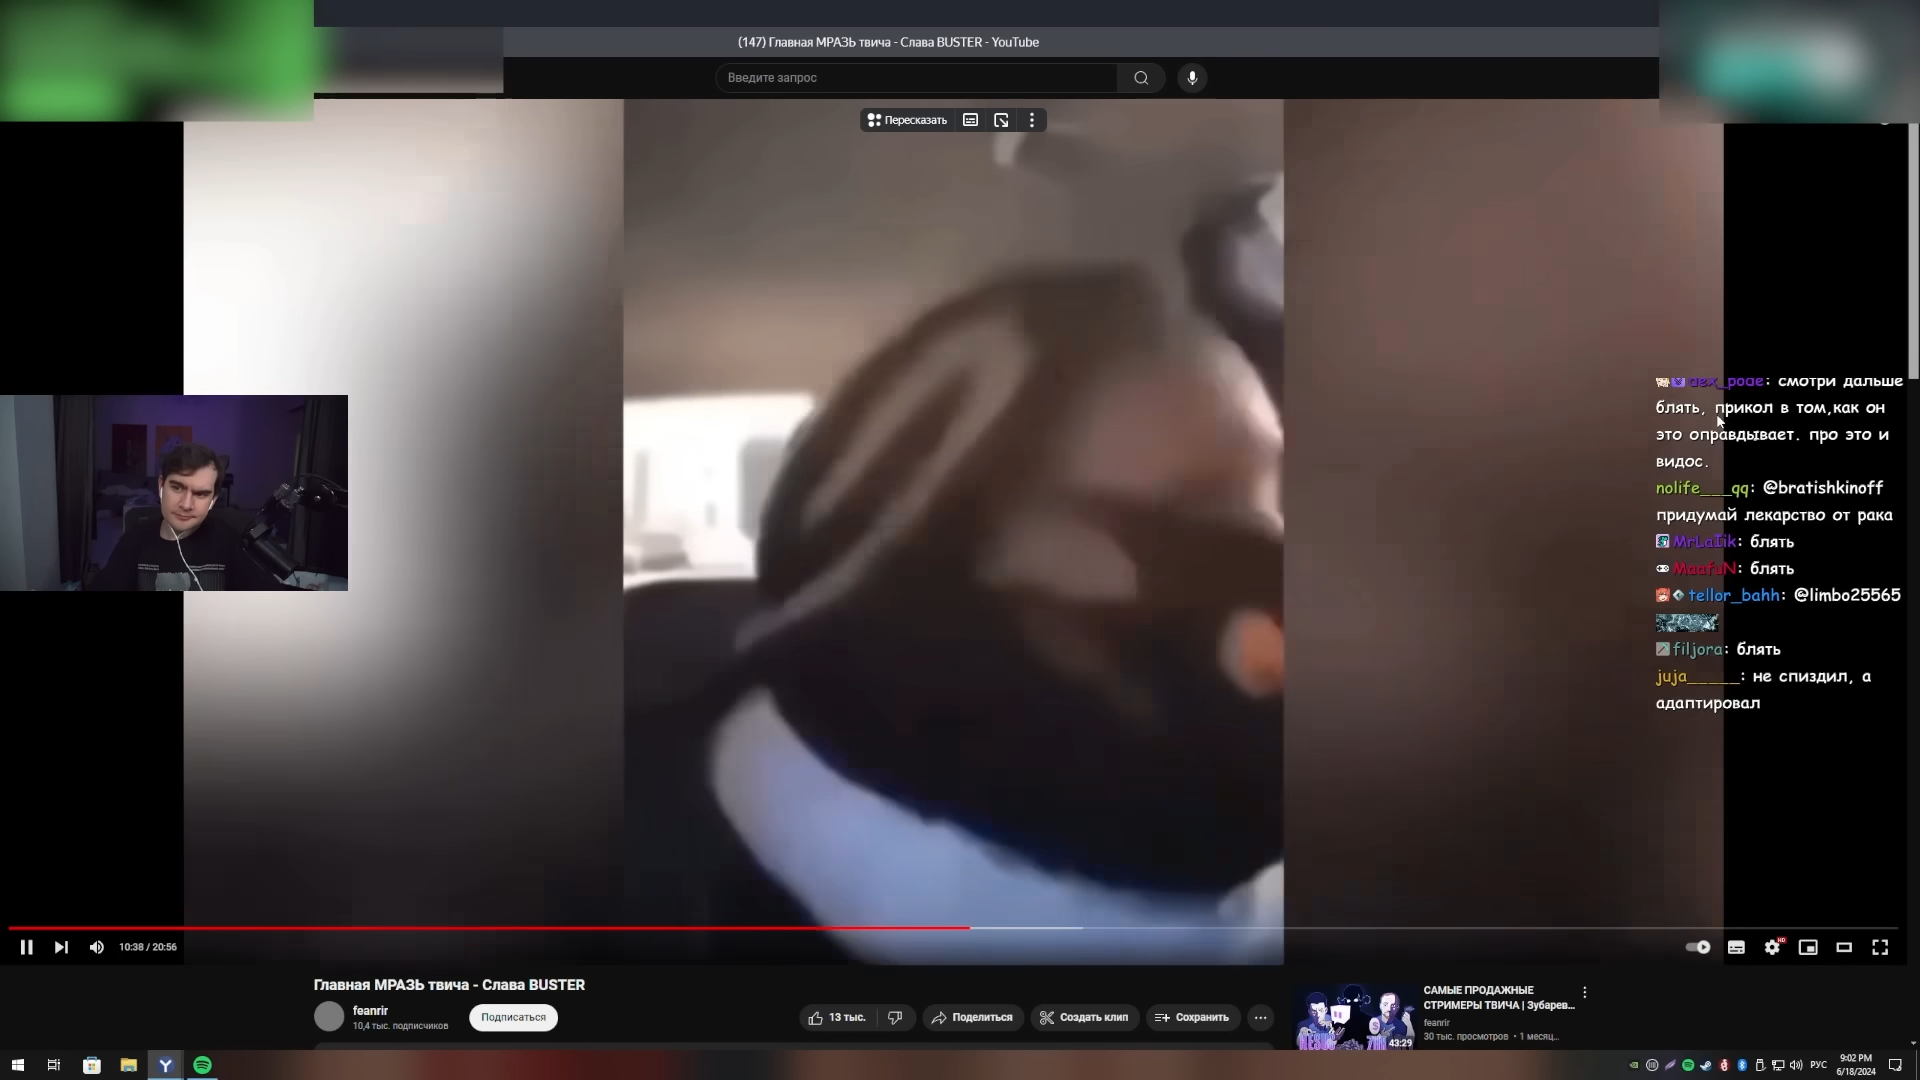 (147) Главная МРАЗЬ твича - Слава BUSTER - YouTube
Введите запрос
Пересказать
dex_pode: смотри дальше
блять, прикол в том,как он
это оправдывает. про это и
видос.
nolife___qq: @bratishkinoff
придумай лекарство от рака
MrLaIik: блять
MaafuN: блять
tellor_bahh: @limbo25565
filjora: блять
juja_____: не спиздил, а
адаптировал
10:38 / 20:56
HD
Главная МРАЗЬ твича - Слава BUSTER
feanrir
10,4 тыс. подписчиков
Подписаться
13 тыс.
Поделиться
Создать клип
Сохранить
САМЫЕ ПРОДАЖНЫЕ
СТРИМЕРЫ ТВИЧА | Зубарев...
feanrir
30 тыс. просмотров • 1 месяц...
43:29
РУС
9:02 PM
6/18/2024